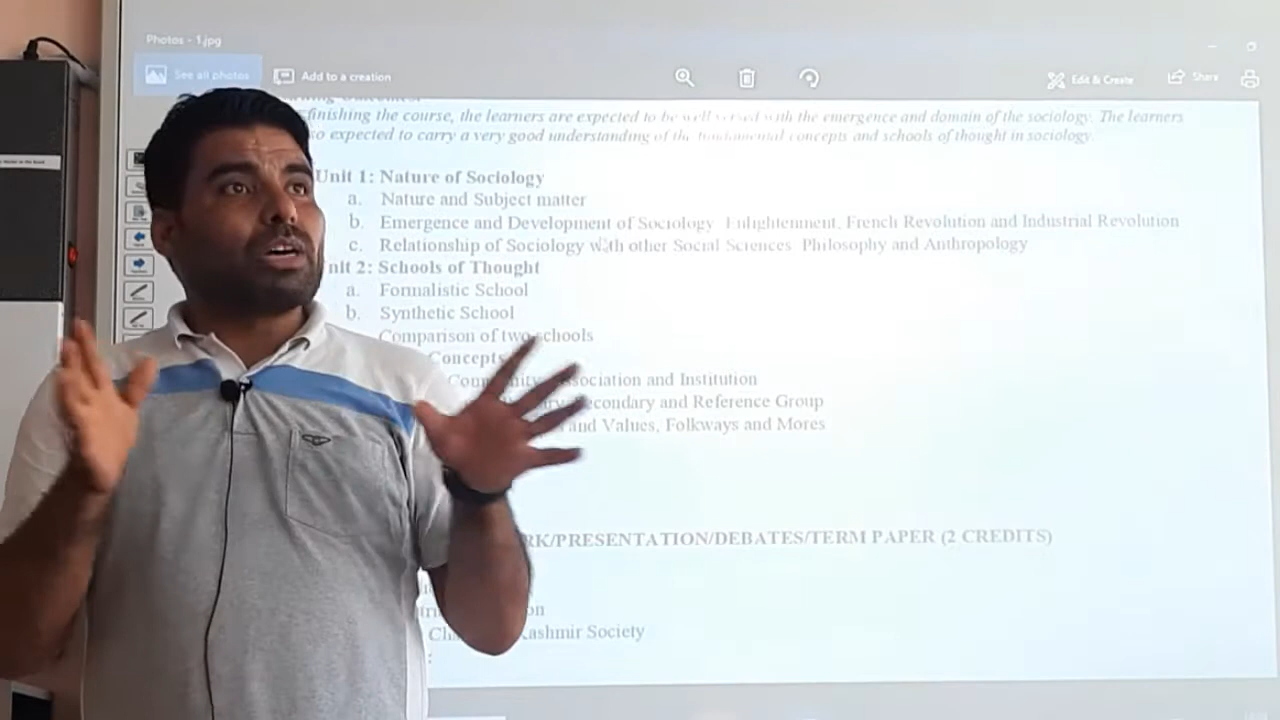 Photos - 1.jpg
See all photos
Add to a creation
Edit & Create
Share
finishing the course, the learners are expected to be well versed with the emergence and domain of the sociology. The learners
expected to carry a very good understanding of the fundamental concepts and schools of thought in sociology.
Unit 1: Nature of Sociology
a. Nature and Subject matter
b. Emergence and Development of Sociology Enlightenment, French Revolution and Industrial Revolution
c. Relationship of Sociology with other Social Sciences Philosophy and Anthropology
nit 2: Schools of Thought
a. Formalistic School
b. Synthetic School
Comparison of two schools
Concepts
Association and Institution
Secondary and Reference Group
and Values, Folkways and Mores
RK/PRESENTATION/DEBATES/TERM PAPER (2 CREDITS)
Kashmir Society